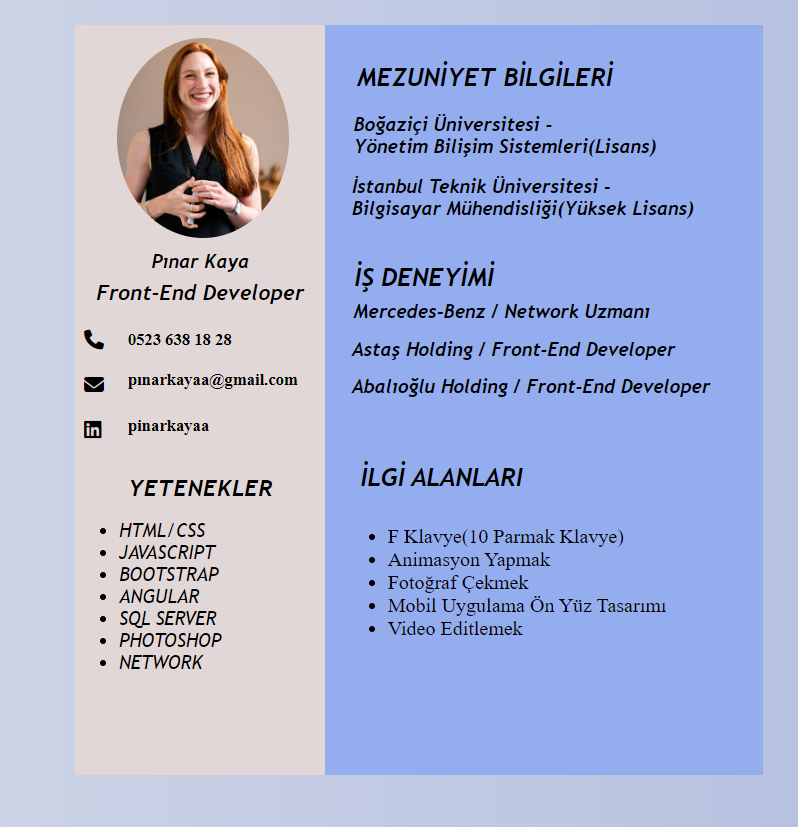 Pınar Kaya
Front-End Developer
0523 638 18 28
pınarkayaa@gmail.com
pinarkayaa
YETENEKLER
• HTML/CSS
• JAVASCRIPT
• BOOTSTRAP
• ANGULAR
• SQL SERVER
• PHOTOSHOP
• NETWORK
MEZUNİYET BİLGİLERİ
Boğaziçi Üniversitesi –
Yönetim Bilişim Sistemleri(Lisans)
İstanbul Teknik Üniversitesi –
Bilgisayar Mühendisliği(Yüksek Lisans)
İŞ DENEYİMİ
Mercedes-Benz / Network Uzmanı
Astaş Holding / Front-End Developer
Abalıoğlu Holding / Front-End Developer
İLGİ ALANLARI
• F Klavye(10 Parmak Klavye)
• Animasyon Yapmak
• Fotoğraf Çekmek
• Mobil Uygulama Ön Yüz Tasarımı
• Video Editlemek